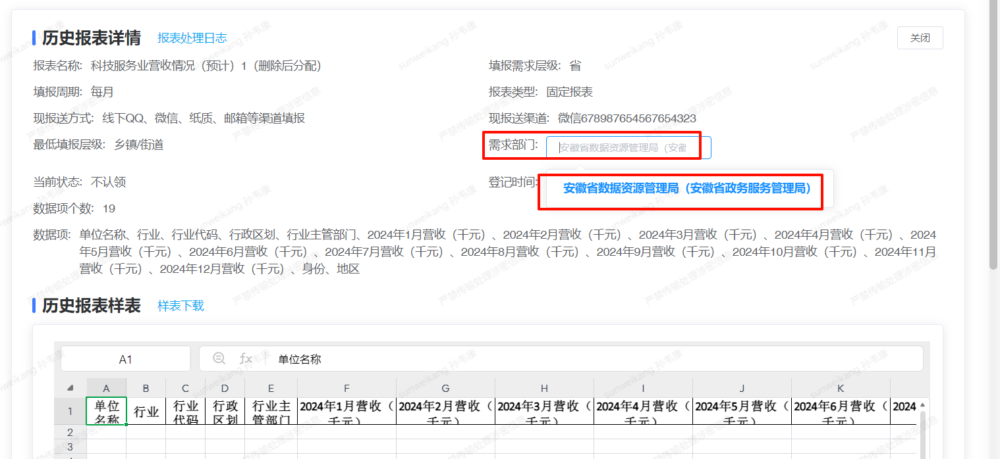 历史报表详情 报表处理日志 关闭
报表名称: 科技服务业营收情况（预计）1（删除后分配） 填报需求层级: 省
填报周期: 每月 报表类型: 固定报表
现报送方式: 线下QQ、微信、纸质、邮箱等渠道填报 现报送渠道: 微信678987654567654323
最低填报层级: 乡镇/街道 需求部门: 安徽省数据资源管理局（安徽
当前状态: 不认领 登记时间:
安徽省数据资源管理局（安徽省政务服务管理局）
数据项个数: 19
数据项: 单位名称、行业、行业代码、行政区划、行业主管部门、2024年1月营收（千元）、2024年2月营收（千元）、2024年3月营收（千元）、2024年4月营收（千元）、2024
年5月营收（千元）、2024年6月营收（千元）、2024年7月营收（千元）、2024年8月营收（千元）、2024年9月营收（千元）、2024年10月营收（千元）、2024年11月
营收（千元）、2024年12月营收（千元）、身份、地区
历史报表样表 样表下载
A1 fx 单位名称
A B C D E F G H I J K
1 单位名称 行业 行业代码 行政区划 行业主管部门 2024年1月营收（千元） 2024年2月营收（千元） 2024年3月营收（千元） 2024年4月营收（千元） 2024年5月营收（千元） 2024年6月营收（千元） 2024
2
3
sunweikang 孙韦康
严禁传输处理涉密信息